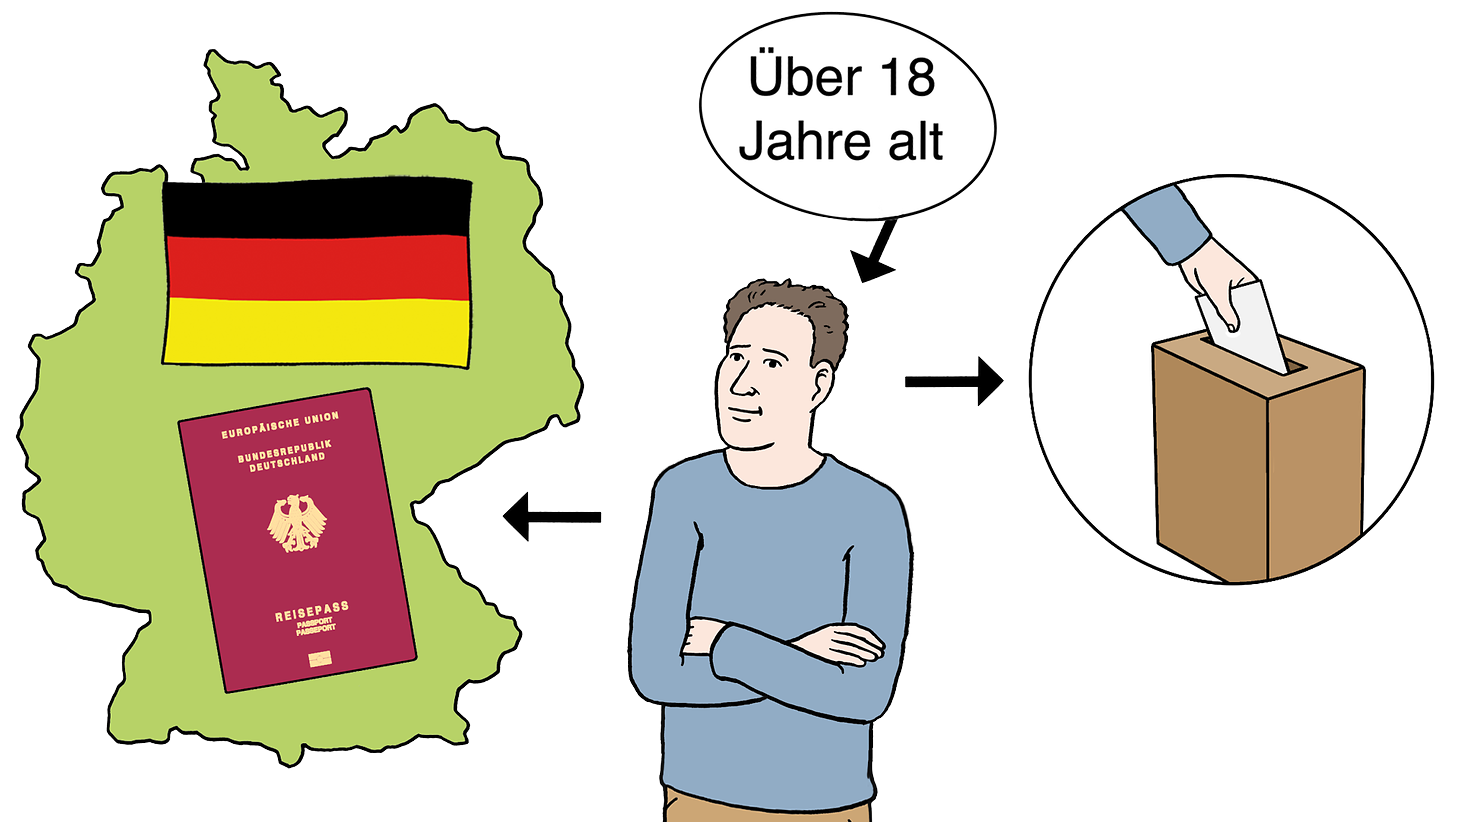 Über 18
Jahre alt
EUROPÄISCHE UNION
BUNDESREPUBLIK
DEUTSCHLAND
REISEPASS
PASSPORT
PASSEPORT